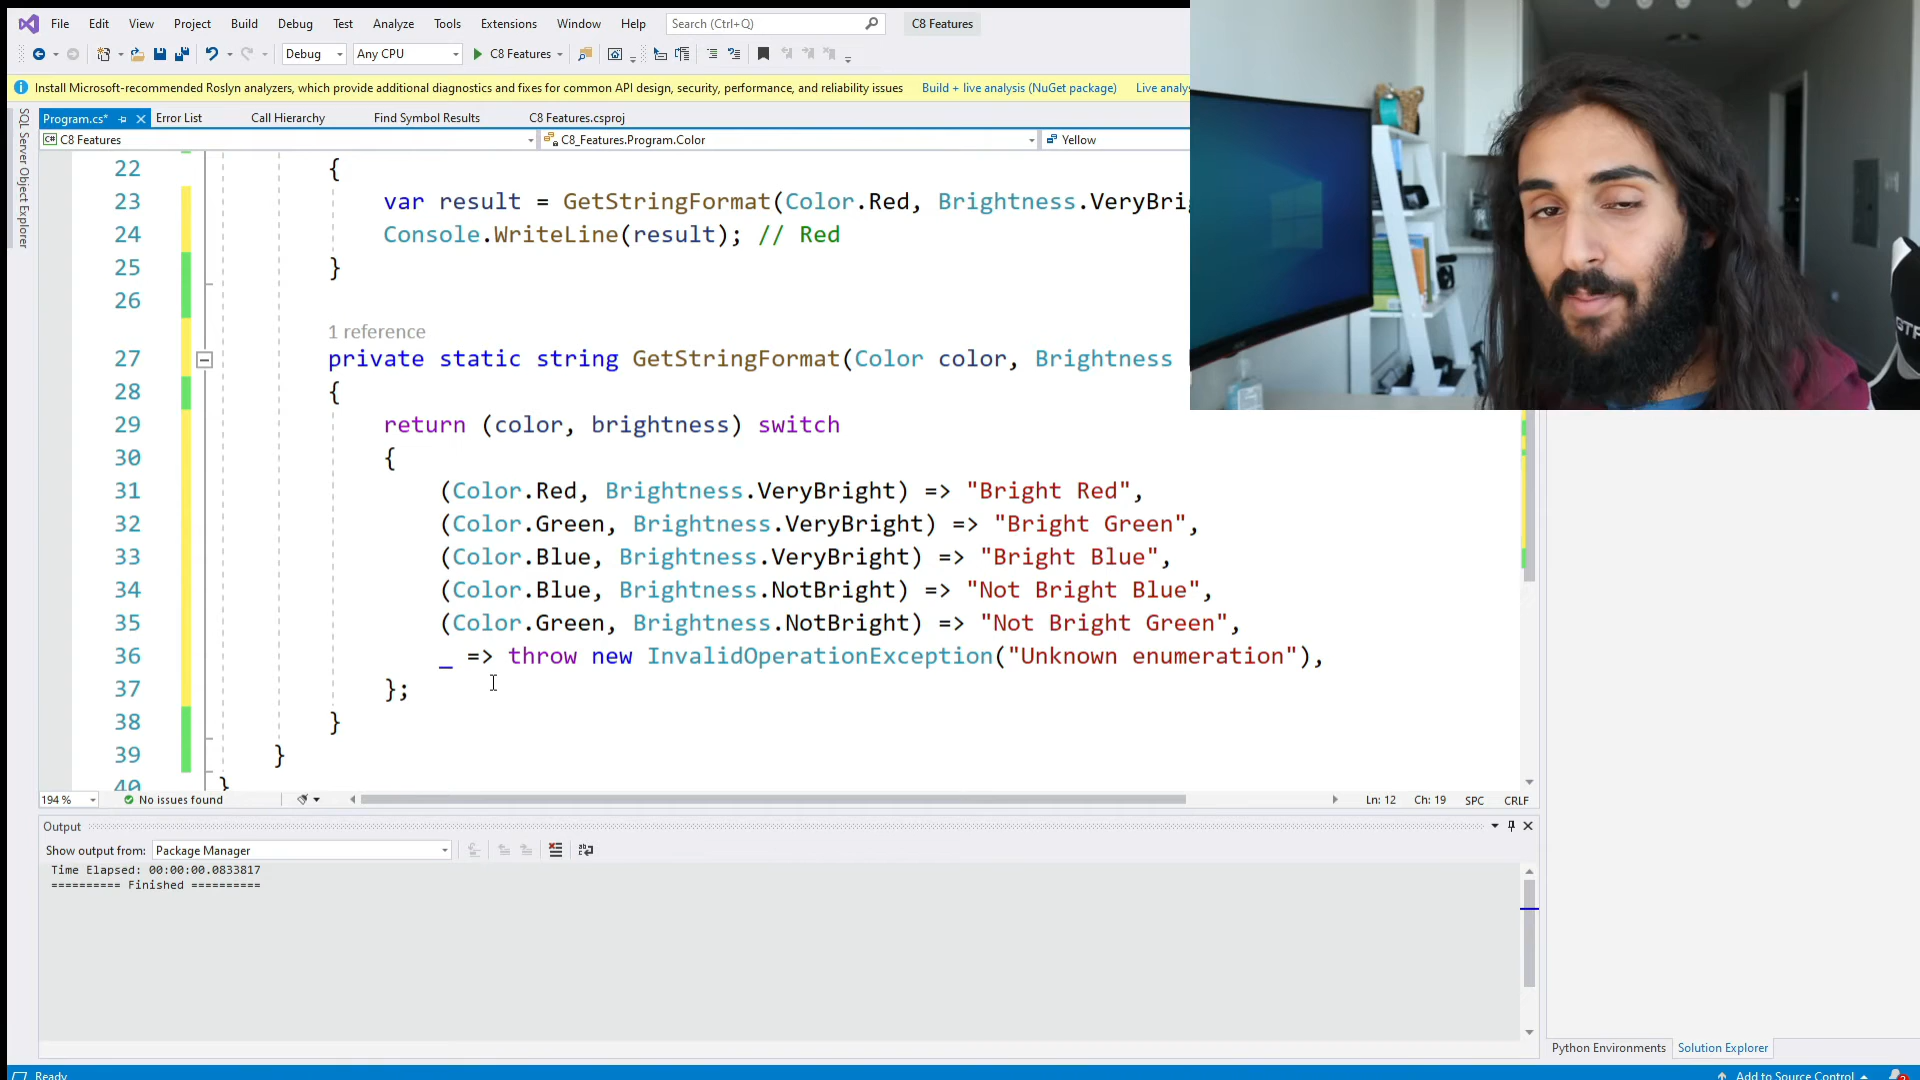 File Edit View Project Build Debug Test Analyze Tools Extensions Window Help Search (Ctrl+Q) C8 Features
Debug Any CPU C8 Features
Install Microsoft-recommended Roslyn analyzers, which provide additional diagnostics and fixes for common API design, security, performance, and reliability issues Build + live analysis (NuGet package) Live analy
SQL Server Object Explorer
Program.cs* Error List Call Hierarchy Find Symbol Results C8 Features.csproj
C# C8 Features C8_Features.Program.Color Yellow
22 {
23 var result = GetStringFormat(Color.Red, Brightness.VeryBri
24 Console.WriteLine(result); // Red
25 }
26
1 reference
27 private static string GetStringFormat(Color color, Brightness
28 {
29 return (color, brightness) switch
30 {
31 (Color.Red, Brightness.VeryBright) => "Bright Red",
32 (Color.Green, Brightness.VeryBright) => "Bright Green",
33 (Color.Blue, Brightness.VeryBright) => "Bright Blue",
34 (Color.Blue, Brightness.NotBright) => "Not Bright Blue",
35 (Color.Green, Brightness.NotBright) => "Not Bright Green",
36 _ => throw new InvalidOperationException("Unknown enumeration"),
37 };
38 }
39 }
40 }
194 % No issues found Ln: 12 Ch: 19 SPC CRLF
Output
Show output from: Package Manager
Time Elapsed: 00:00:00.0833817
========== Finished ==========
Python Environments Solution Explorer
Ready Add to Source Control